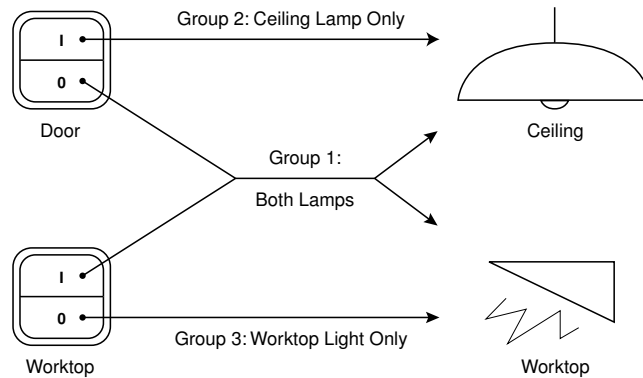 Group 2: Ceiling Lamp Only
I
0
Door
Ceiling
Group 1:
Both Lamps
I
0
Group 3: Worktop Light Only
Worktop
Worktop